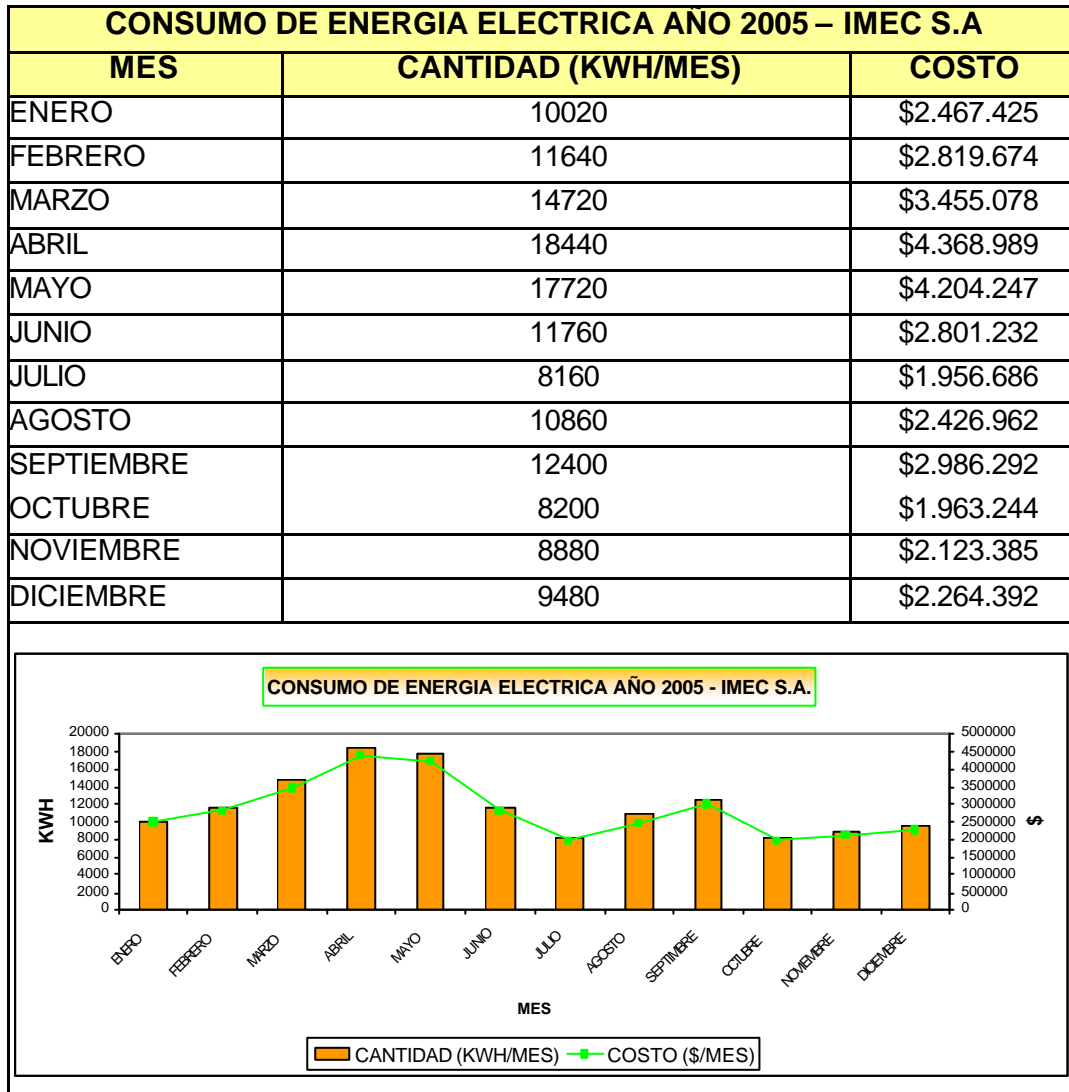 CONSUMO DE ENERGIA ELECTRICA AÑO 2005 – IMEC S.A
MES CANTIDAD (KWH/MES) COSTO
ENERO 10020 $2.467.425
FEBRERO 11640 $2.819.674
MARZO 14720 $3.455.078
ABRIL 18440 $4.368.989
MAYO 17720 $4.204.247
JUNIO 11760 $2.801.232
JULIO 8160 $1.956.686
AGOSTO 10860 $2.426.962
SEPTIEMBRE 12400 $2.986.292
OCTUBRE 8200 $1.963.244
NOVIEMBRE 8880 $2.123.385
DICIEMBRE 9480 $2.264.392
CONSUMO DE ENERGIA ELECTRICA AÑO 2005 - IMEC S.A.
KWH
20000
18000
16000
14000
12000
10000
8000
6000
4000
2000
0
5000000
4500000
4000000
3500000
3000000
2500000
2000000
1500000
1000000
500000
0
$
ENERO FEBRERO MARZO ABRIL MAYO JUNIO JULIO AGOSTO SEPTIMBRE OCTUBRE NOVIEMBRE DICIEMBRE
MES
CANTIDAD (KWH/MES) COSTO ($/MES)